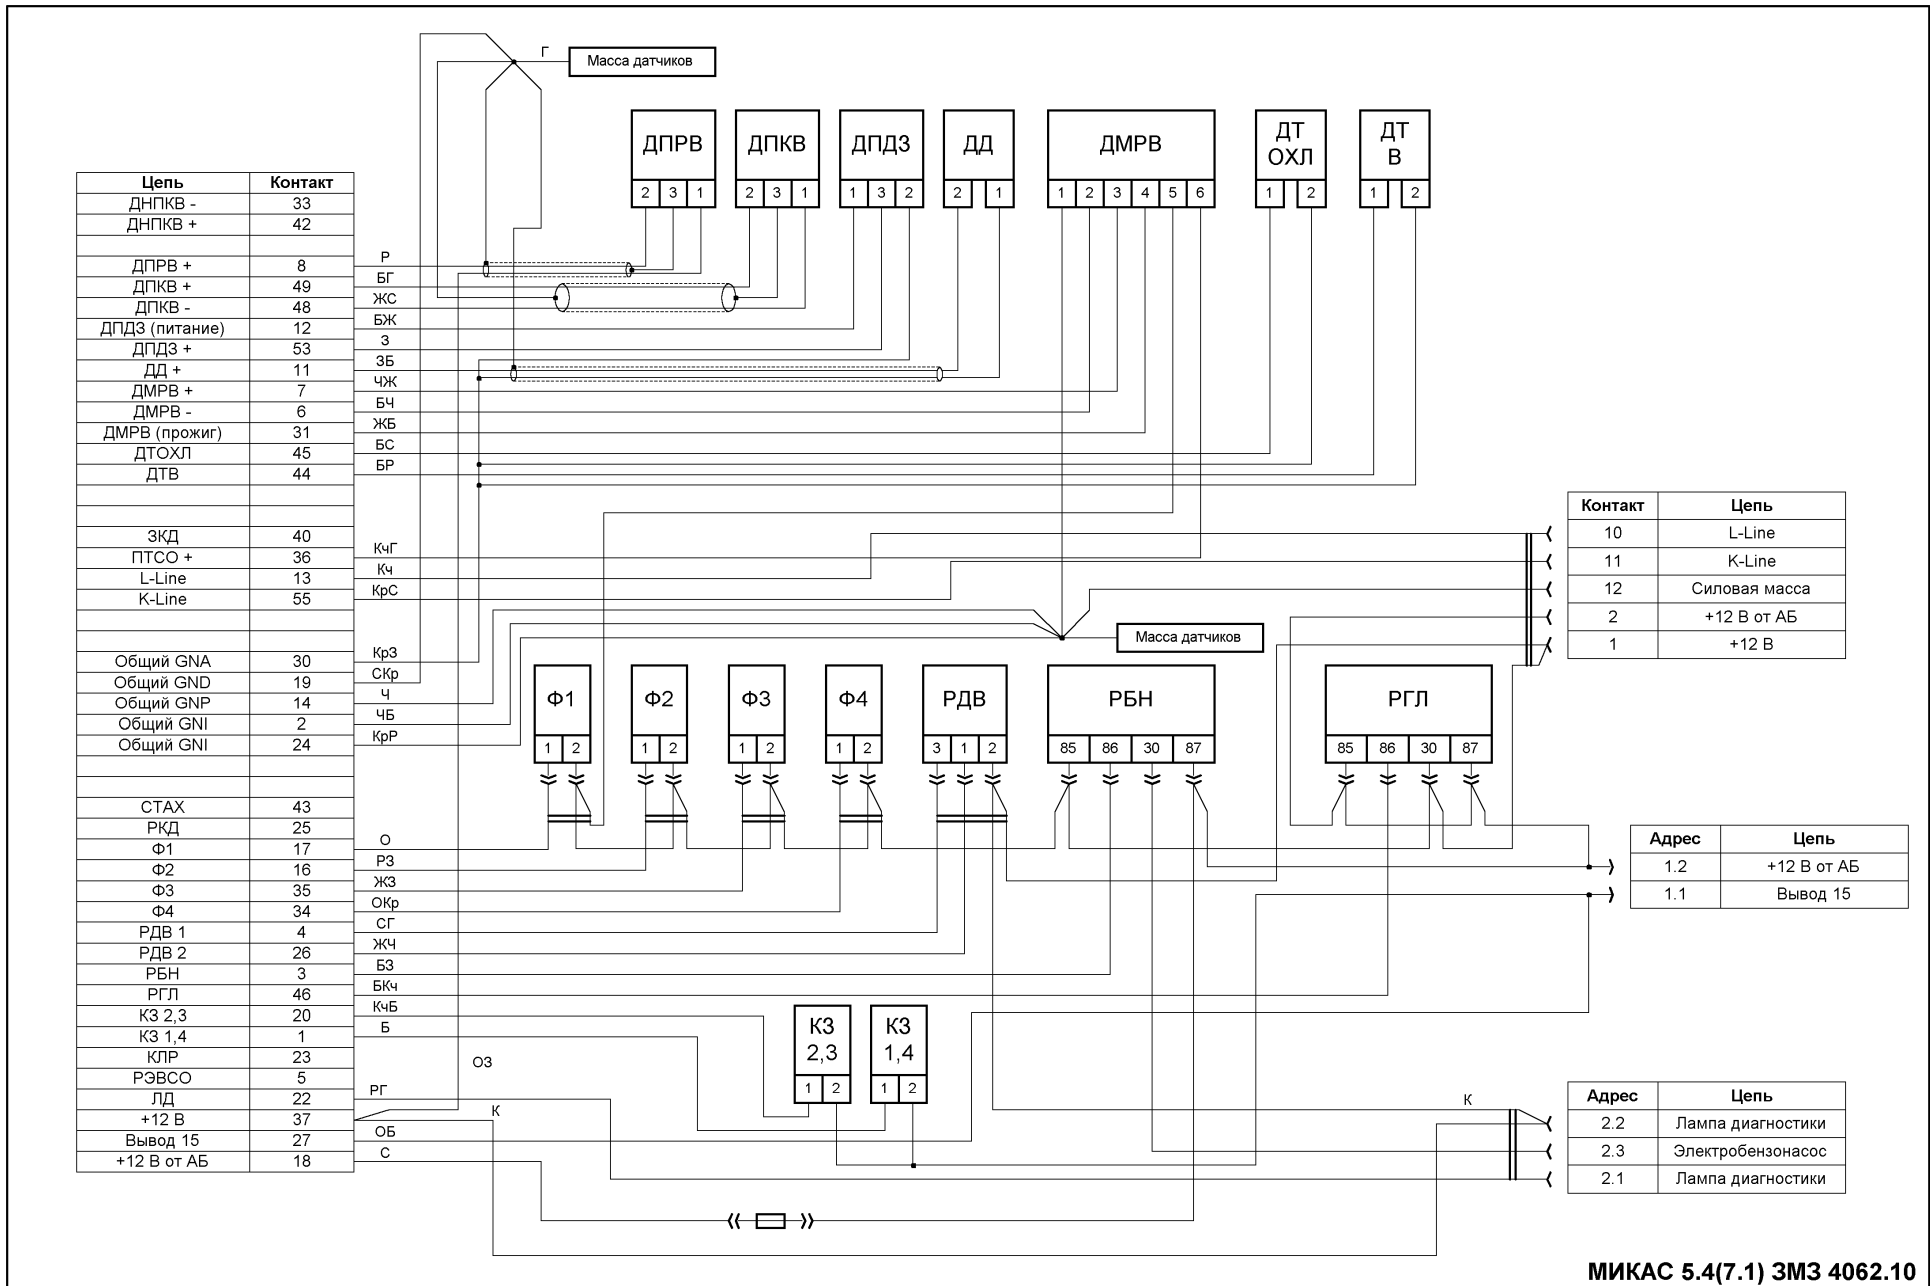 Г
Масса датчиков
ДПРВ
ДПКВ
ДПДЗ
ДД
ДМРВ
ДТ
ОХЛ
ДТ
В
2 3 1
2 3 1
1 3 2
2 1
1 2 3 4 5 6
1 2
1 2
Цепь Контакт
ДНПКВ - 33
ДНПКВ + 42
ДПРВ + 8 Р
ДПКВ + 49 БГ
ДПКВ - 48 ЖС
ДПДЗ (питание) 12 БЖ
ДПДЗ + 53 З
ДД + 11 ЗБ
ДМРВ + 7 ЧЖ
ДМРВ - 6 БЧ
ДМРВ (прожиг) 31 ЖБ
ДТОХЛ 45 БС
ДТВ 44 БР
ЗКД 40
ПТСО + 36 КчГ
L-Line 13 Кч
K-Line 55 КрС
Общий GNA 30 КрЗ
Общий GND 19 СКр
Общий GNP 14 Ч
Общий GNI 2 ЧБ
Общий GNI 24 КрР
СТАХ 43
РКД 25
Ф1 17 О
Ф2 16 РЗ
Ф3 35 ЖЗ
Ф4 34 ОКр
РДВ 1 4 СГ
РДВ 2 26 ЖЧ
РБН 3 БЗ
РГЛ 46 БКч
КЗ 2,3 20 КчБ
КЗ 1,4 1 Б
КЛР 23
РЭВСО 5
ЛД 22 РГ
+12 В 37 К
Вывод 15 27 ОБ
+12 В от АБ 18 С
ОЗ
Масса датчиков
Ф1
Ф2
Ф3
Ф4
РДВ
РБН
РГЛ
1 2
1 2
1 2
1 2
3 1 2
85 86 30 87
85 86 30 87
КЗ
2,3
КЗ
1,4
1 2
1 2
Контакт Цепь
10 L-Line
11 K-Line
12 Силовая масса
2 +12 В от АБ
1 +12 В
Адрес Цепь
1.2 +12 В от АБ
1.1 Вывод 15
К
Адрес Цепь
2.2 Лампа диагностики
2.3 Электробензонасос
2.1 Лампа диагностики
МИКАС 5.4(7.1) ЗМЗ 4062.10